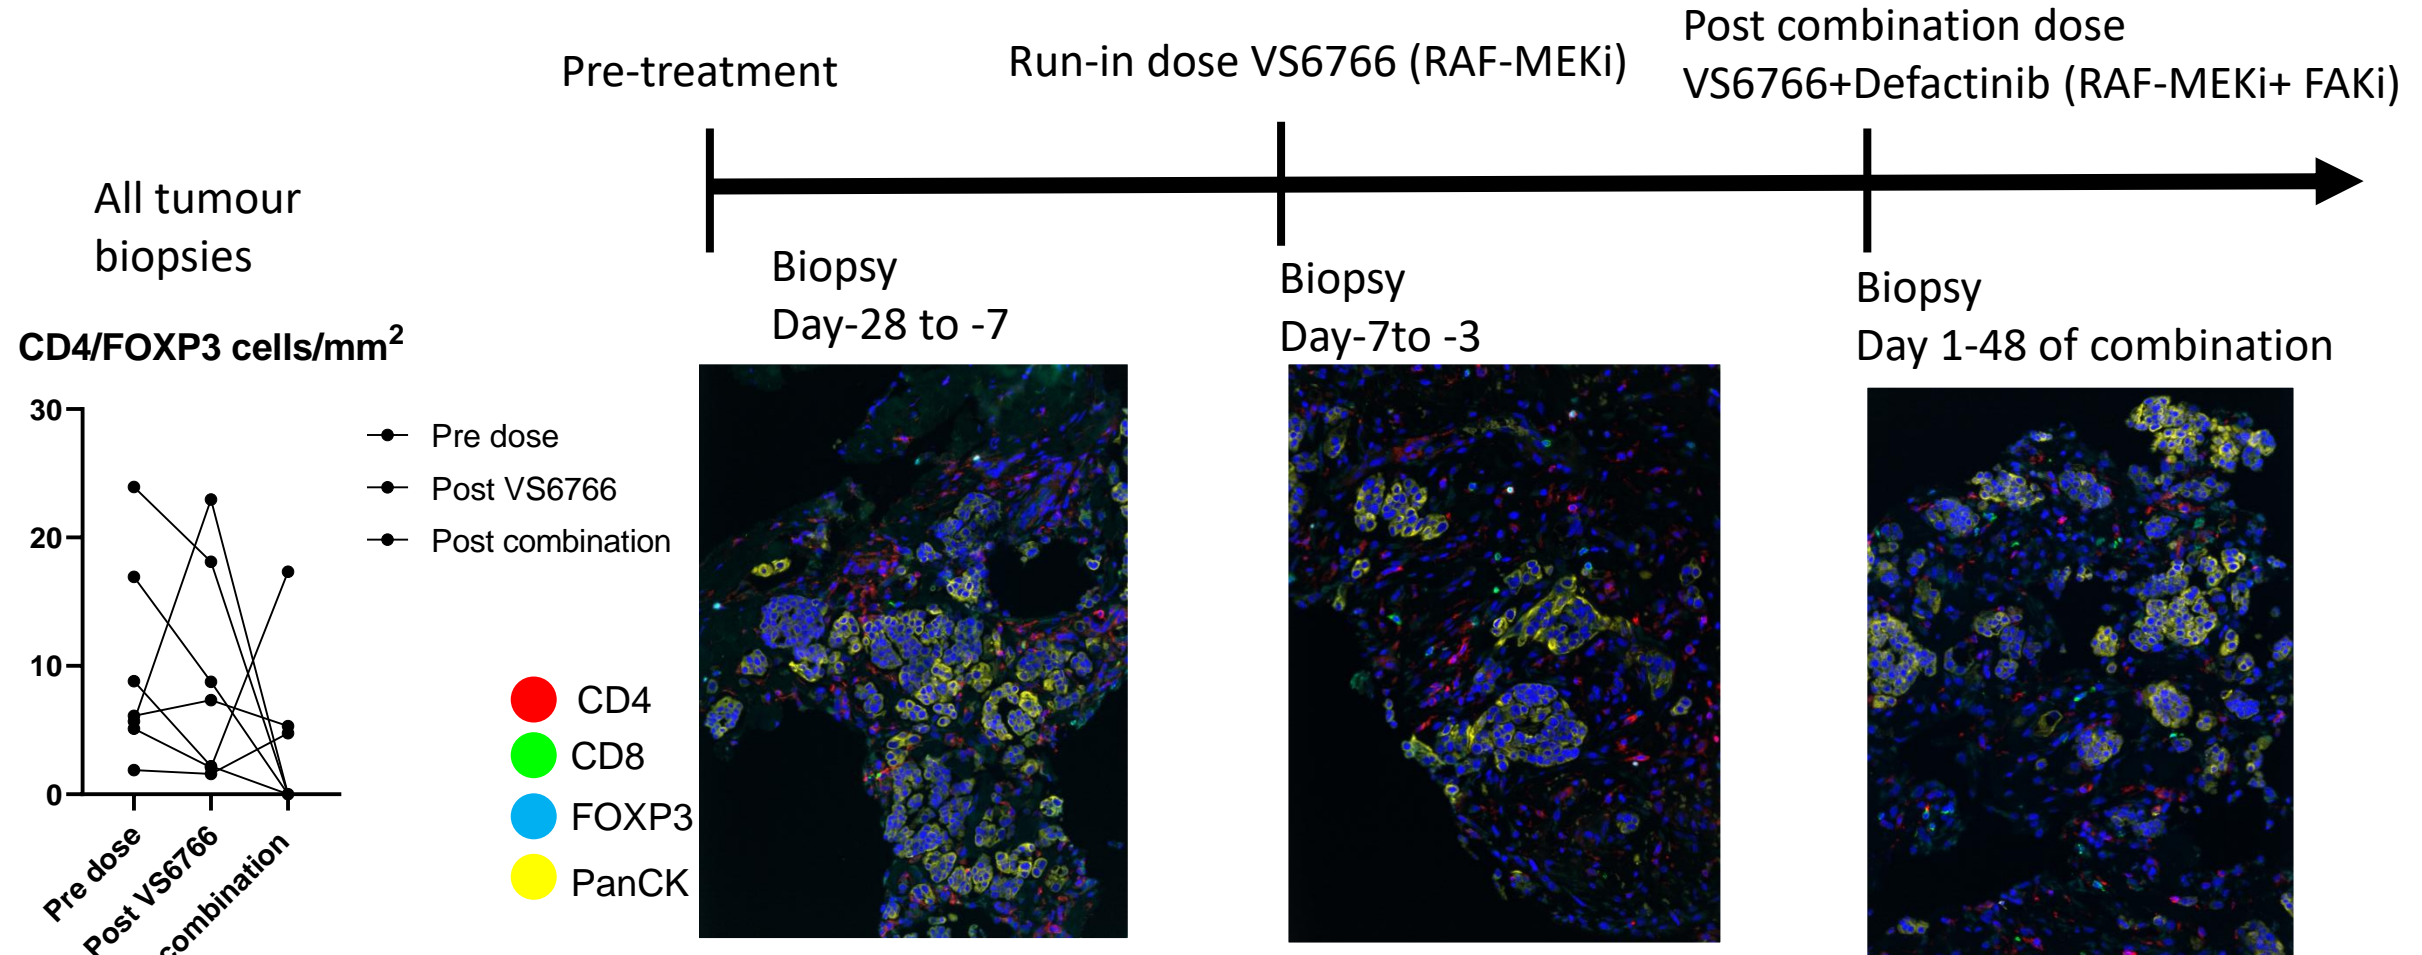 Pre-treatment
Run-in dose VS6766 (RAF-MEKi)
Post combination dose
VS6766+Defactinib (RAF-MEKi+ FAKi)
All tumour
biopsies
Biopsy
Day-28 to -7
Biopsy
Day-7to -3
Biopsy
Day 1-48 of combination
CD4/FOXP3 cells/mm²
30
20
10
0
Pre dose
Post VS6766
combination
Pre dose
Post VS6766
Post combination
CD4
CD8
FOXP3
PanCK